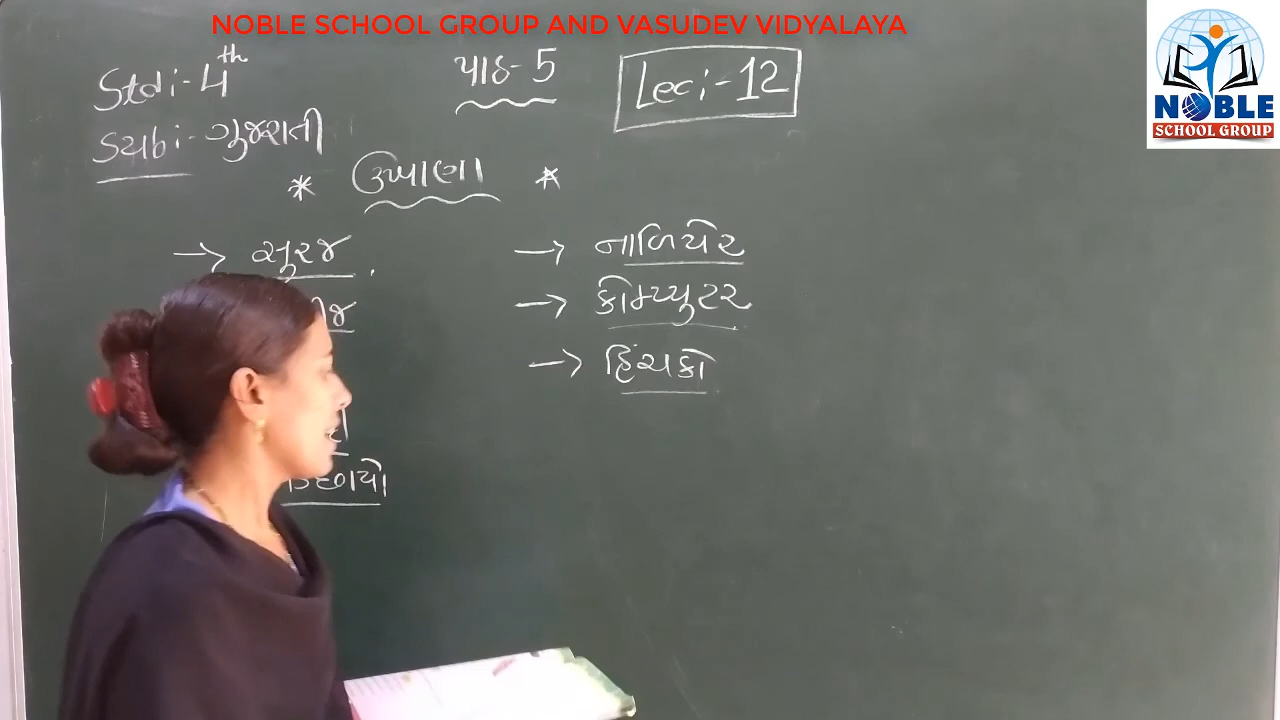 NOBLE SCHOOL GROUP AND VASUDEV VIDYALAYA
NOBLE
SCHOOL GROUP
Std :- 4th
પાઠ - 5
Lec :- 12
Sub :- ગુજરાતી
* ઉખાણા *
→ સૂરજ
→ નાળિયેર
→ કોમ્પ્યુટર
→ હિંચકો